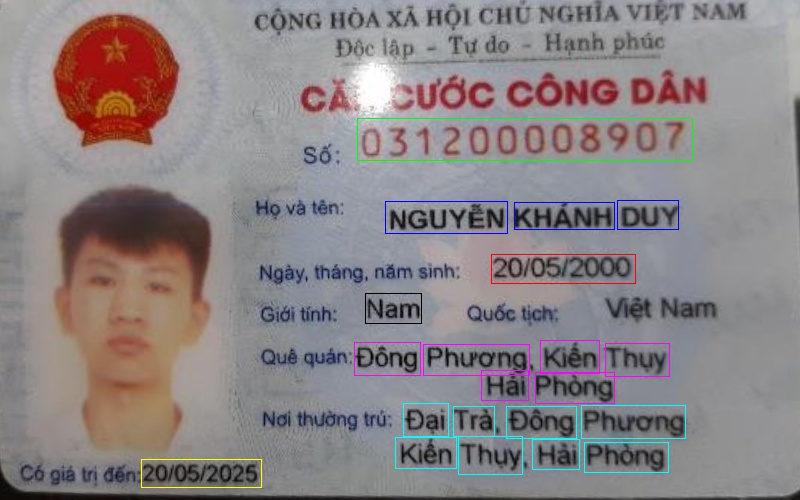 CỘNG HÒA XÃ HỘI CHỦ NGHĨA VIỆT NAM
Độc lập - Tự do - Hạnh phúc
CĂN CƯỚC CÔNG DÂN
Số: 031200008907
Họ và tên: NGUYỄN KHÁNH DUY
Ngày, tháng, năm sinh: 20/05/2000
Giới tính: Nam Quốc tịch: Việt Nam
Quê quán: Đông Phương, Kiến Thụy
Hải Phòng
Nơi thường trú: Đại Trà, Đông Phương
Kiến Thụy, Hải Phòng
Có giá trị đến: 20/05/2025